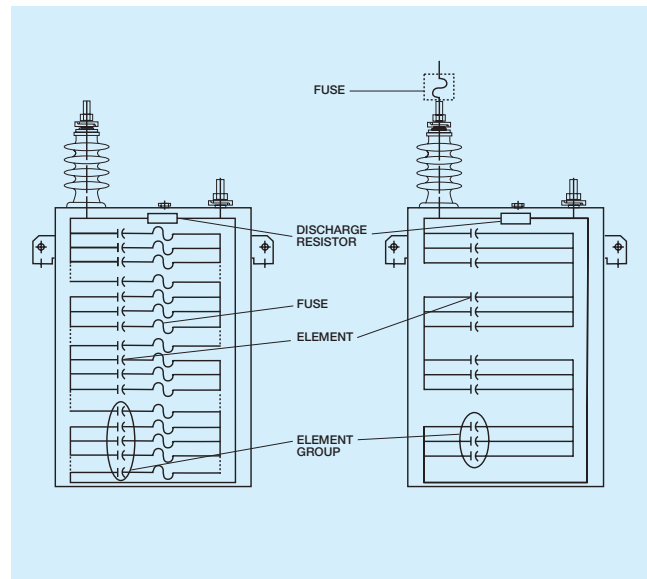 FUSE
DISCHARGE
RESISTOR
FUSE
ELEMENT
ELEMENT
GROUP